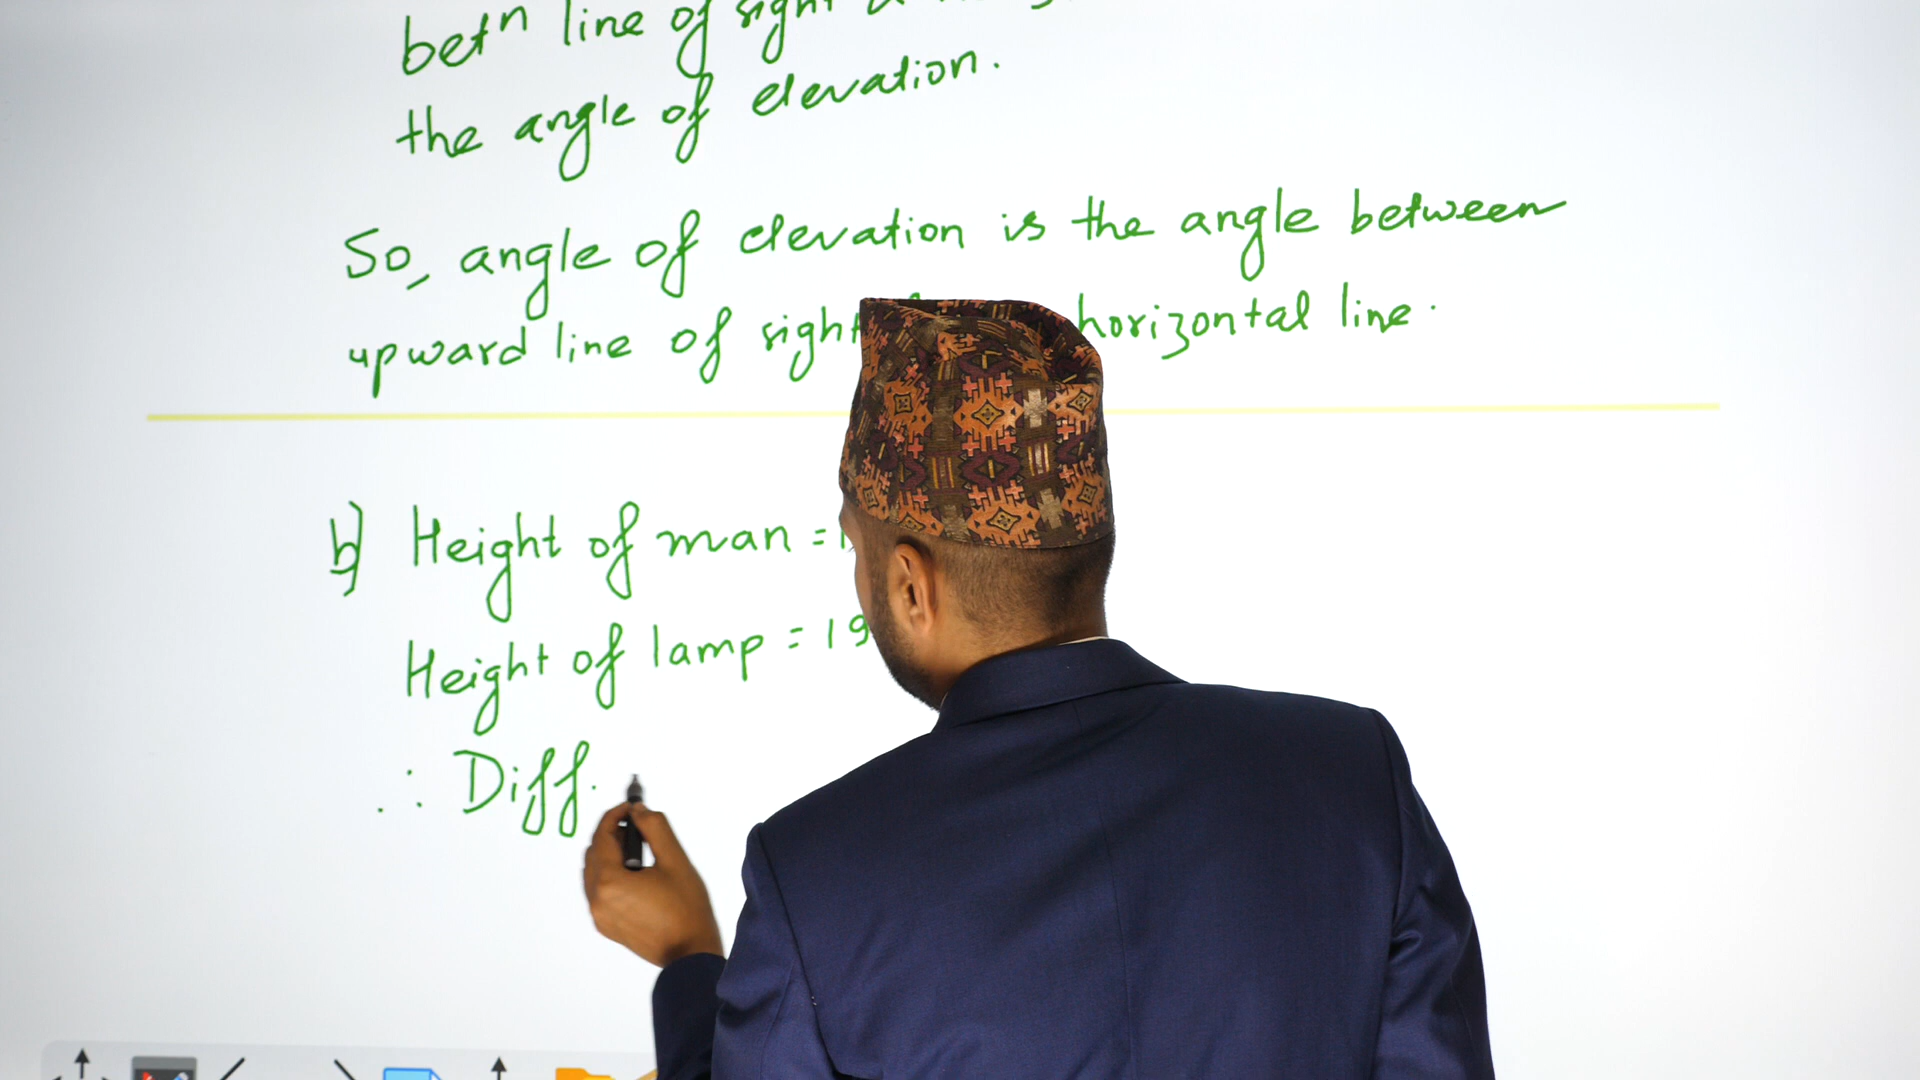 betn line of sight
the angle of elevation.
So, angle of elevation is the angle between
upward line of sight horizontal line.
b) Height of man =
Height of lamp = 19
∴ Diff.